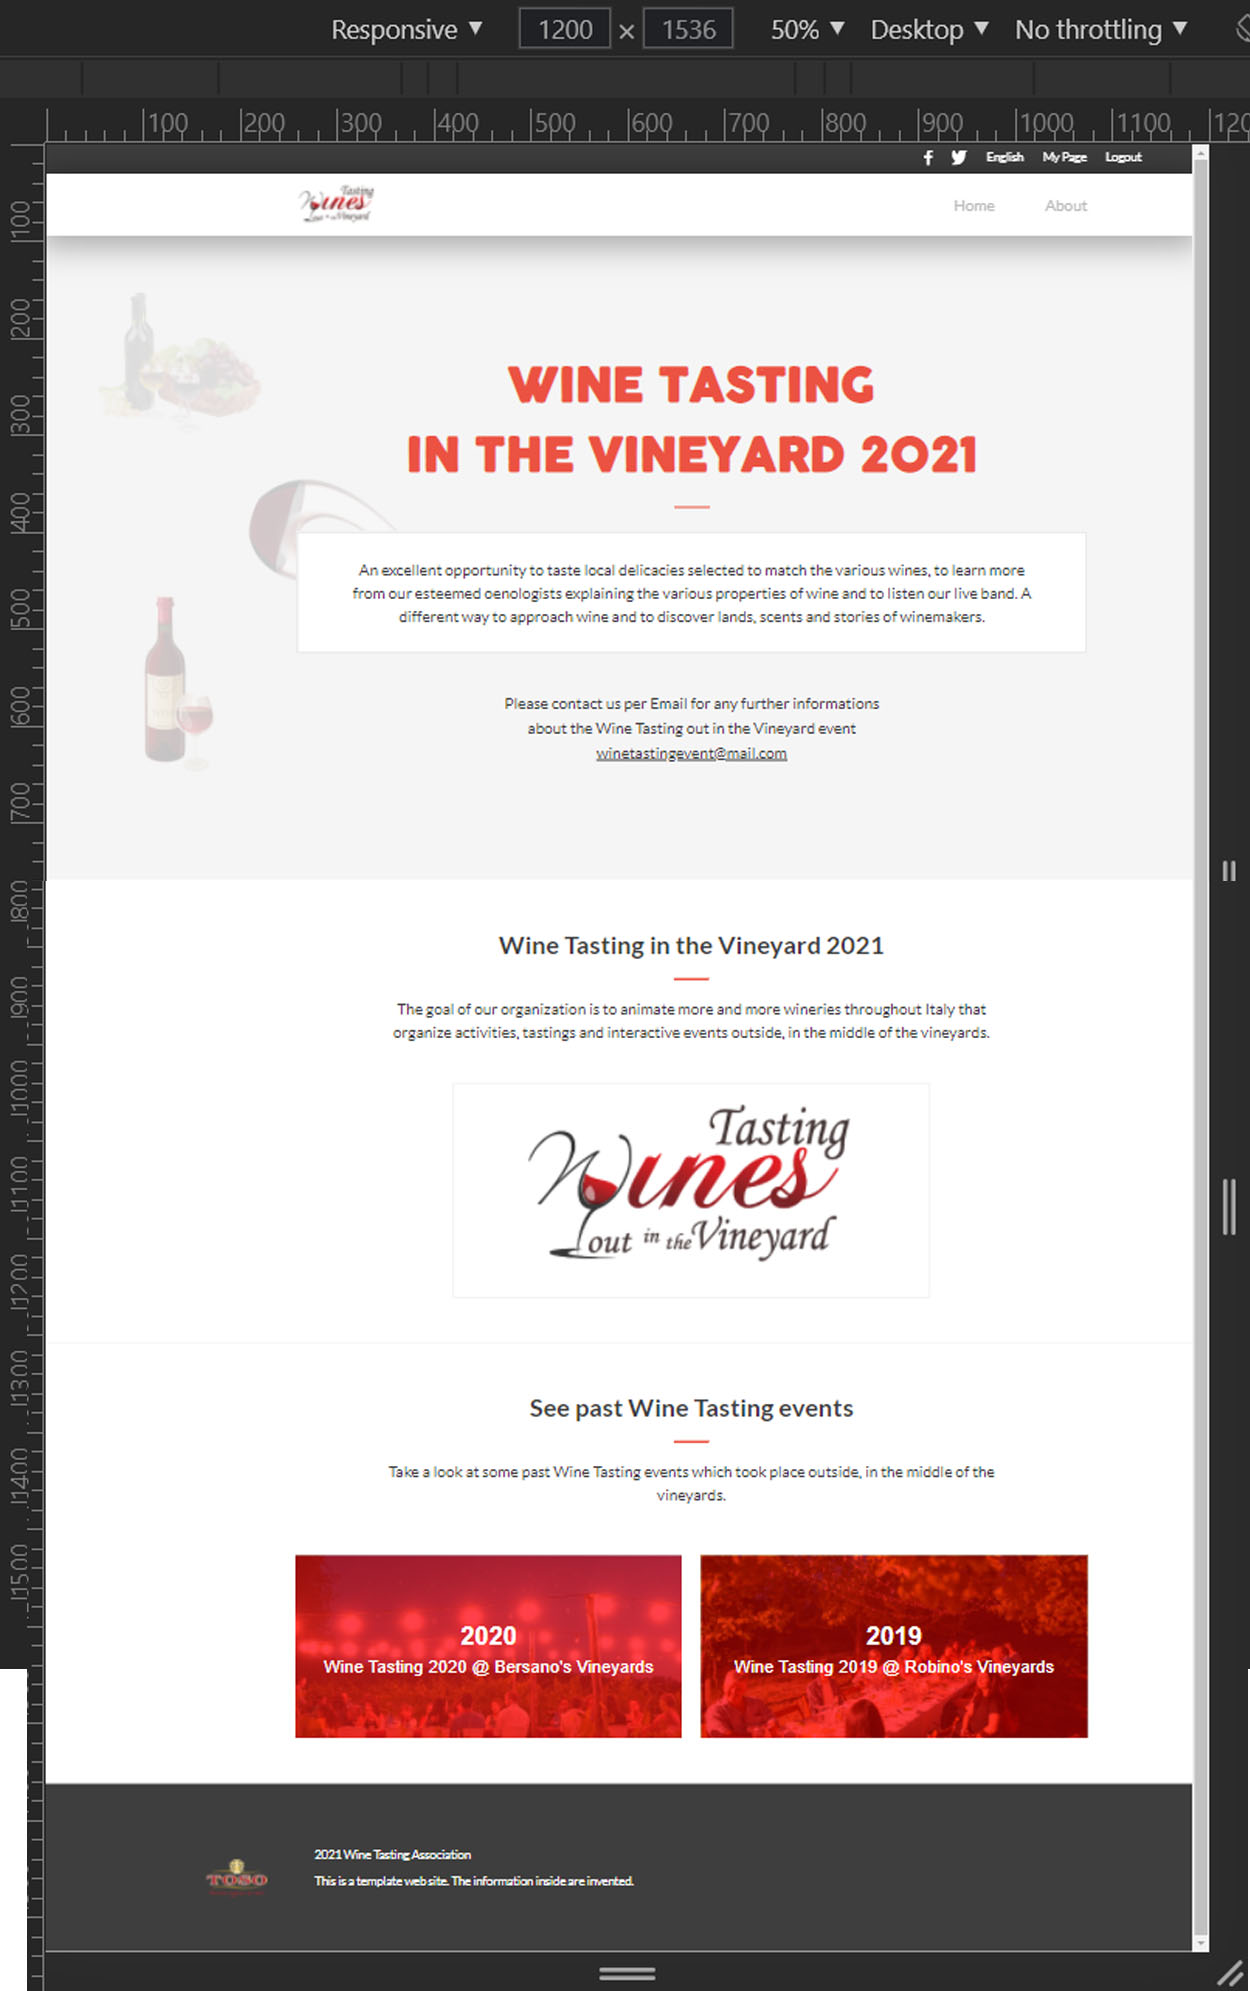 Responsive ▼ 1200 × 1536 50% ▼ Desktop ▼ No throttling ▼
100 200 300 400 500 600 700 800 900 1000 1100 120
English My Page Logout
Tasting
Wines
out in the Vineyard
Home About
100
200
300
400
500
600
700
800
900
1000
1100
1200
1300
1400
1500
WINE TASTING
IN THE VINEYARD 2021
An excellent opportunity to taste local delicacies selected to match the various wines, to learn more
from our esteemed oenologists explaining the various properties of wine and to listen our live band. A
different way to approach wine and to discover lands, scents and stories of winemakers.
Please contact us per Email for any further informations
about the Wine Tasting out in the Vineyard event
winetastingevent@mail.com
Wine Tasting in the Vineyard 2021
The goal of our organization is to animate more and more wineries throughout Italy that
organize activities, tastings and interactive events outside, in the middle of the vineyards.
Tasting
Wines
out in the Vineyard
See past Wine Tasting events
Take a look at some past Wine Tasting events which took place outside, in the middle of the
vineyards.
2020
Wine Tasting 2020 @ Bersano's Vineyards
2019
Wine Tasting 2019 @ Robino's Vineyards
TOSO
2021 Wine Tasting Association
This is a template web site. The information inside are invented.